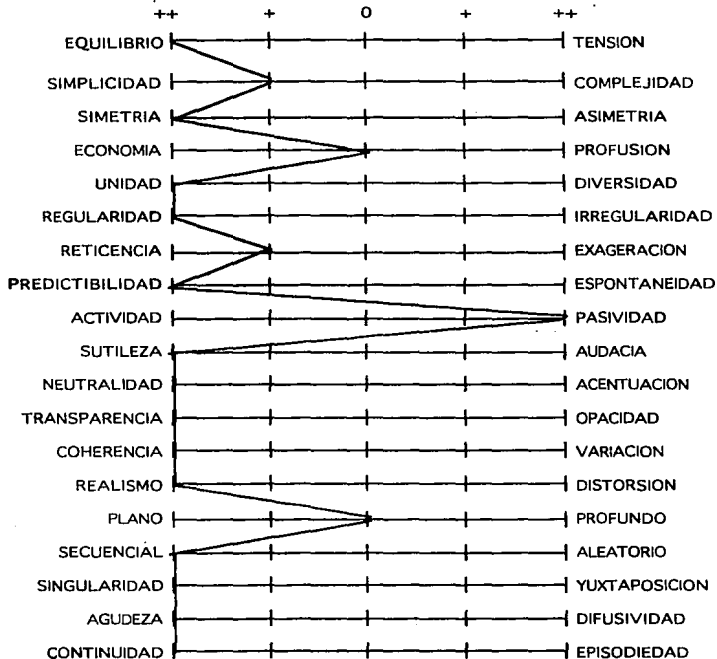 ++ + O + ++
EQUILIBRIO TENSION
SIMPLICIDAD COMPLEJIDAD
SIMETRIA ASIMETRIA
ECONOMIA PROFUSION
UNIDAD DIVERSIDAD
REGULARIDAD IRREGULARIDAD
RETICENCIA EXAGERACION
PREDICTIBILIDAD ESPONTANEIDAD
ACTIVIDAD PASIVIDAD
SUTILEZA AUDACIA
NEUTRALIDAD ACENTUACION
TRANSPARENCIA OPACIDAD
COHERENCIA VARIACION
REALISMO DISTORSION
PLANO PROFUNDO
SECUENCIAL ALEATORIO
SINGULARIDAD YUXTAPOSICION
AGUDEZA DIFUSIVIDAD
CONTINUIDAD EPISODIEDAD